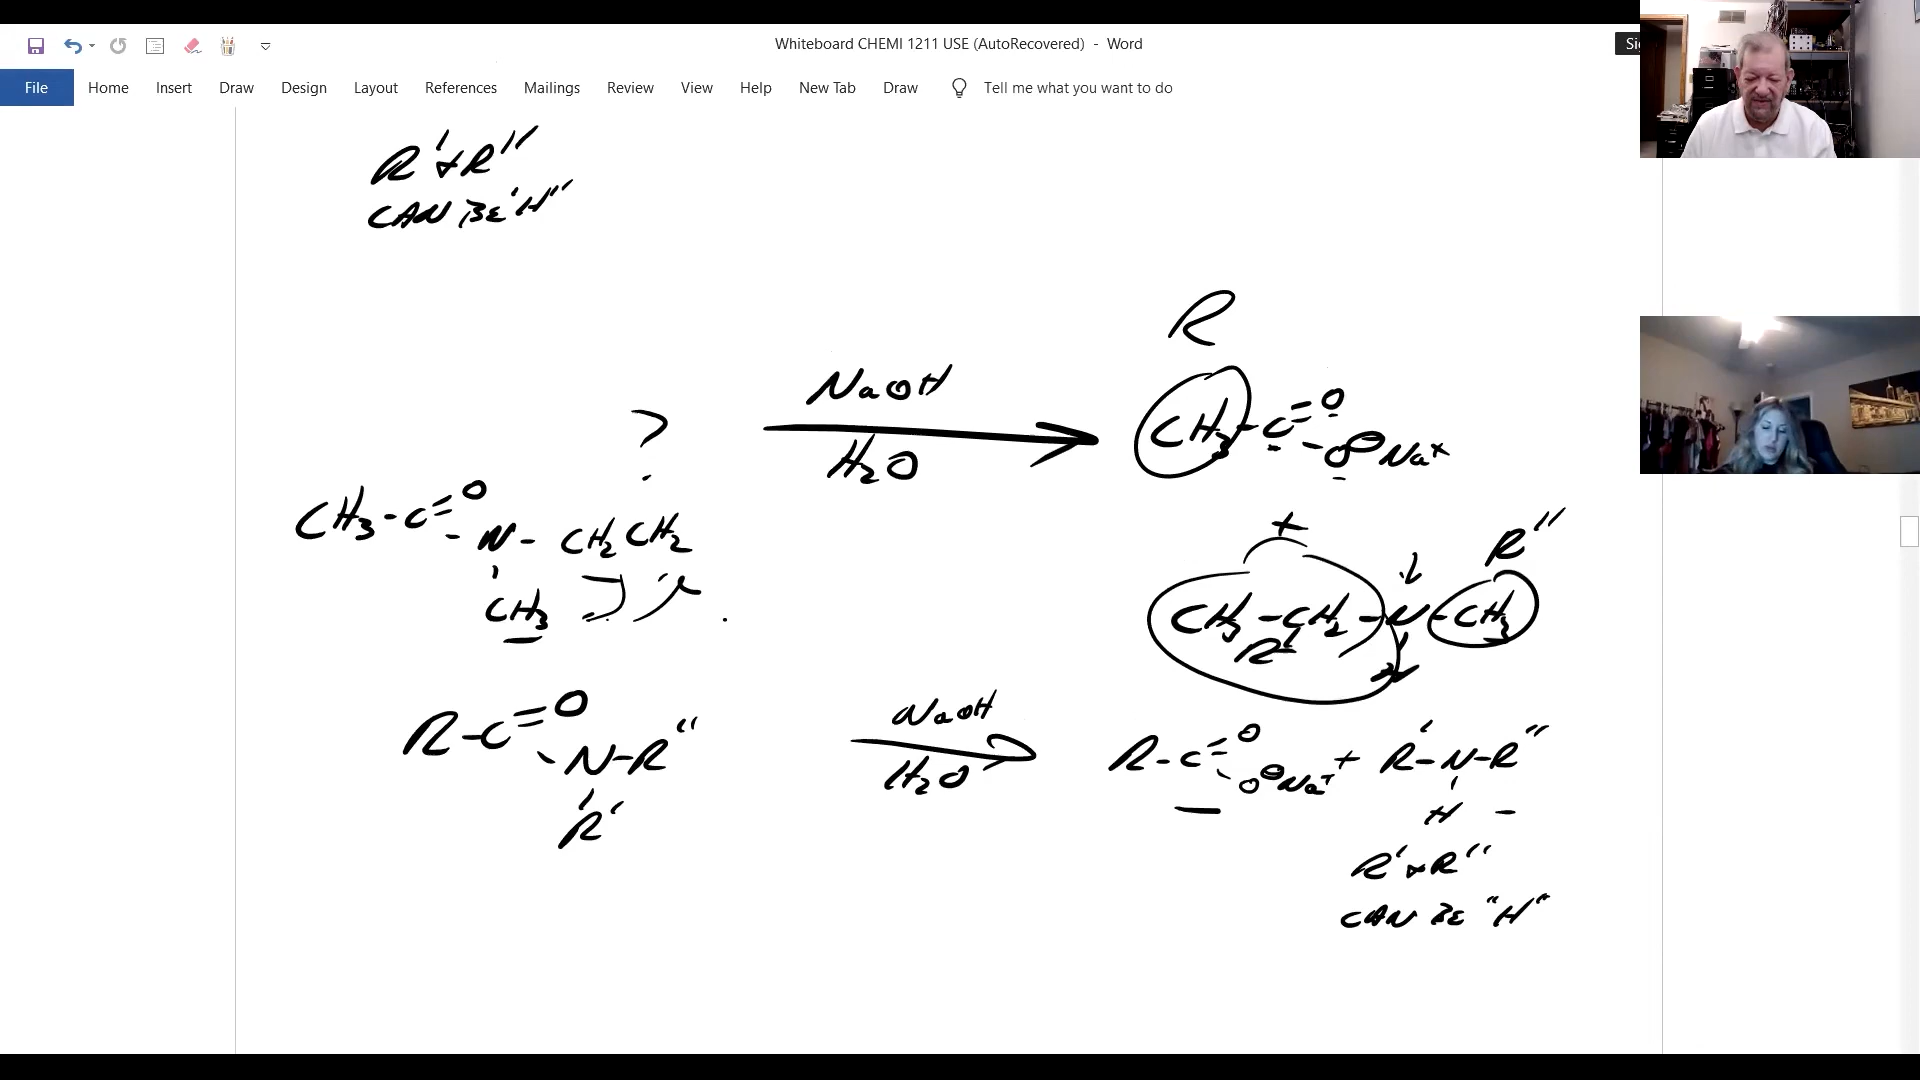 Whiteboard CHEMI 1211 USE (AutoRecovered) - Word
Si
File Home Insert Draw Design Layout References Mailings Review View Help New Tab Draw Tell me what you want to do
R' & R''
CAN BE "H"
R
NaOH
H2O
CH3-C=O
-O⊖Na+
?
CH3-C=O
-N-CH2CH2
CH3
+
R''
CH3-CH2-N-CH3
R'
H
R-C=O
-N-R''
R'
NaOH
H2O
R-C=O
O⊖Na+
+ R'-N-R''
H
R' & R''
CAN BE "H"